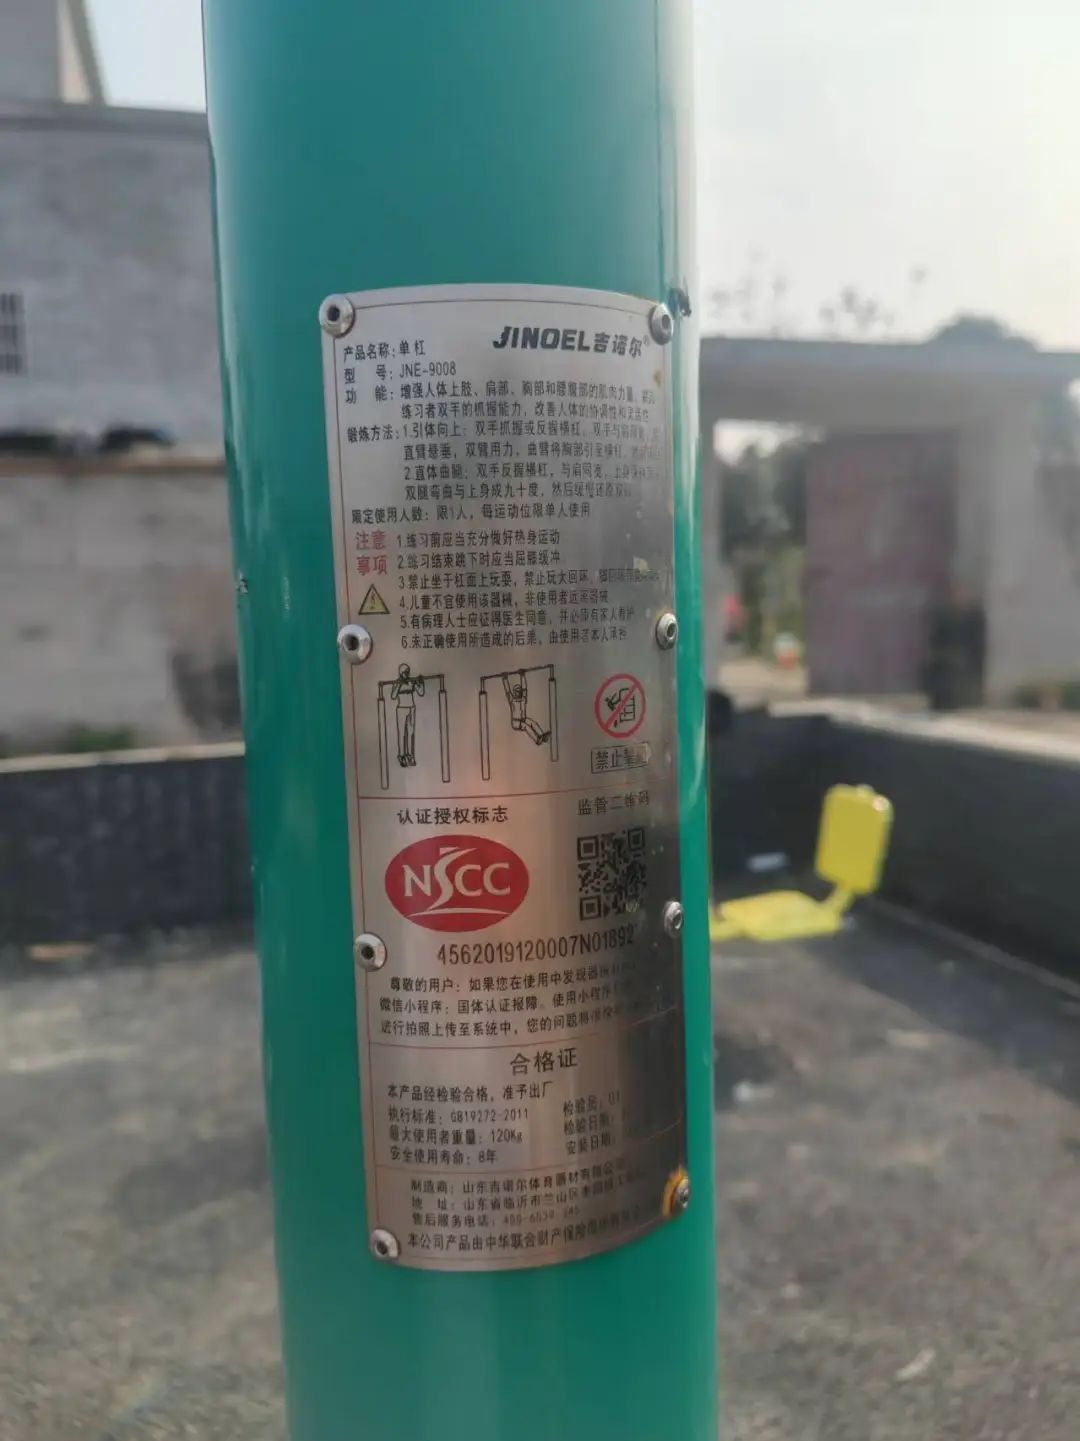 JINOEL吉诺尔®
产品名称：单杠
型 号：JNE-9008
功 能：增强人体上肢、肩部、胸部和腰腹部的肌肉力量，
练习者双手的抓握能力，改善人体的协调性和灵活性
锻炼方法：1.引体向上：双手抓握或反握横杠，双手与肩同
直臂悬垂，双臂用力，曲臂将胸部引至横杠，
2.直体曲腿：双手反握横杠，与肩同宽，上身
双腿弯曲与上身成九十度，然后缓慢还原
限定使用人数：限1人，每运动位限单人使用
注意事项
1.练习前应当充分做好热身运动
2.练习结束跳下时应当屈膝缓冲
3.禁止坐于杠面上玩耍，禁止玩大回环，
4.儿童不宜使用该器械，非使用者远离器械
5.有病理人士应征得医生同意，并必须有家人看护
6.未正确使用所造成的后果，由使用者本人承担
禁止攀爬
认证授权标志
监管二维码
NSCC
4562019120007N01892
尊敬的用户：如果您在使用中发现器械
微信小程序：国体认证报障，使用小程序
进行拍照上传至系统中，您的问题将很快
合格证
本产品经检验合格，准予出厂
执行标准：GB19272-2011
检验员：01
最大使用者重量：120Kg
检验日期：
安全使用寿命：8年
安装日期：
制造商：山东吉诺尔体育器材有限公司
地 址：山东省临沂市兰山区
售后服务电话：400-6539-
本公司产品由中华联合财产保险